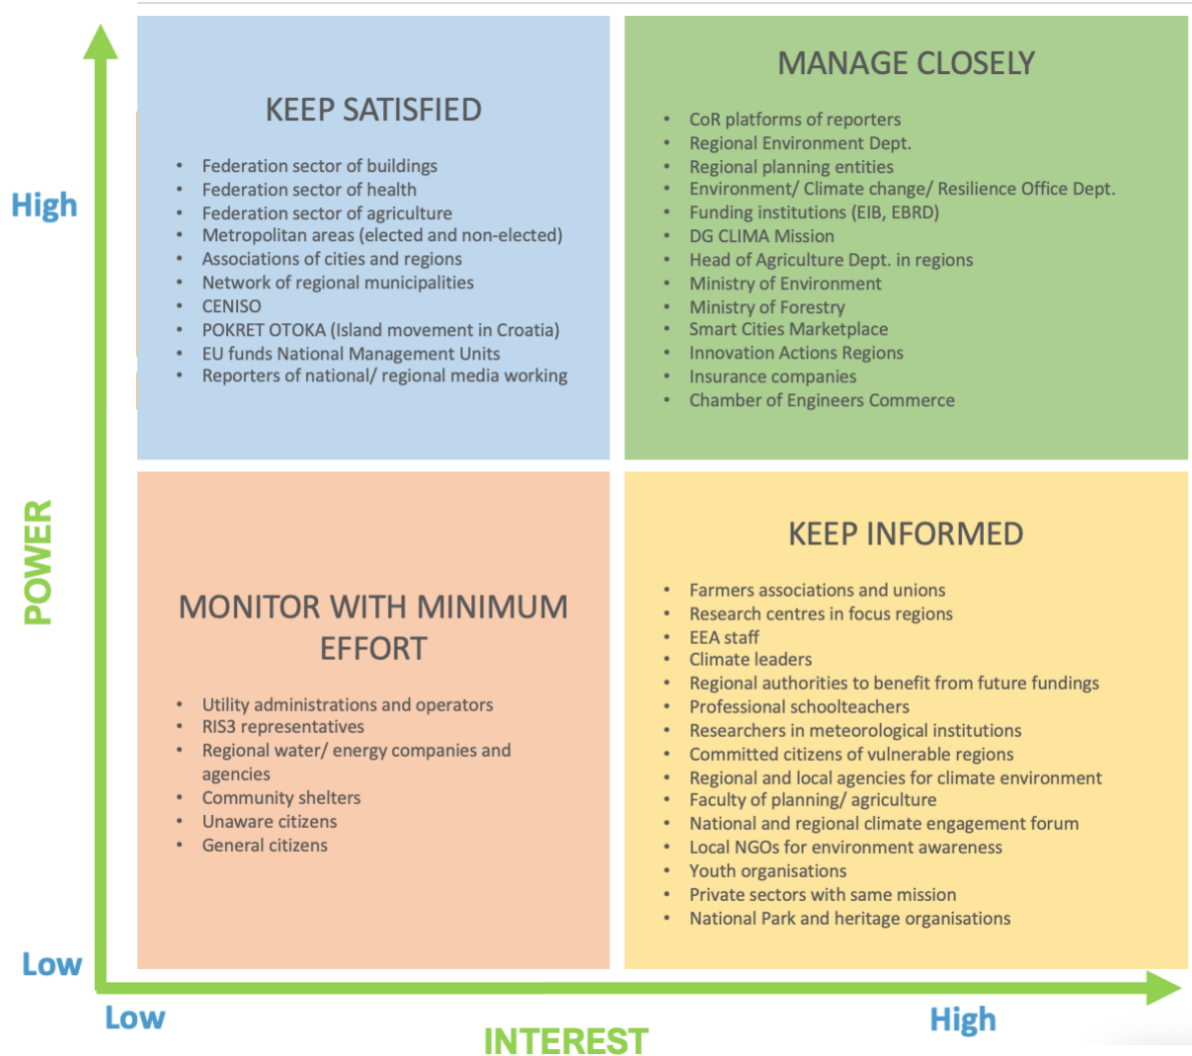 KEEP SATISFIED
• Federation sector of buildings
• Federation sector of health
• Federation sector of agriculture
• Metropolitan areas (elected and non-elected)
• Associations of cities and regions
• Network of regional municipalities
• CENISO
• POKRET OTOKA (Island movement in Croatia)
• EU funds National Management Units
• Reporters of national/ regional media working
MANAGE CLOSELY
• CoR platforms of reporters
• Regional Environment Dept.
• Regional planning entities
• Environment/ Climate change/ Resilience Office Dept.
• Funding institutions (EIB, EBRD)
• DG CLIMA Mission
• Head of Agriculture Dept. in regions
• Ministry of Environment
• Ministry of Forestry
• Smart Cities Marketplace
• Innovation Actions Regions
• Insurance companies
• Chamber of Engineers Commerce
High
POWER
MONITOR WITH MINIMUM
EFFORT
• Utility administrations and operators
• RIS3 representatives
• Regional water/ energy companies and
agencies
• Community shelters
• Unaware citizens
• General citizens
KEEP INFORMED
• Farmers associations and unions
• Research centres in focus regions
• EEA staff
• Climate leaders
• Regional authorities to benefit from future fundings
• Professional schoolteachers
• Researchers in meteorological institutions
• Committed citizens of vulnerable regions
• Regional and local agencies for climate environment
• Faculty of planning/ agriculture
• National and regional climate engagement forum
• Local NGOs for environment awareness
• Youth organisations
• Private sectors with same mission
• National Park and heritage organisations
Low
Low
INTEREST
High